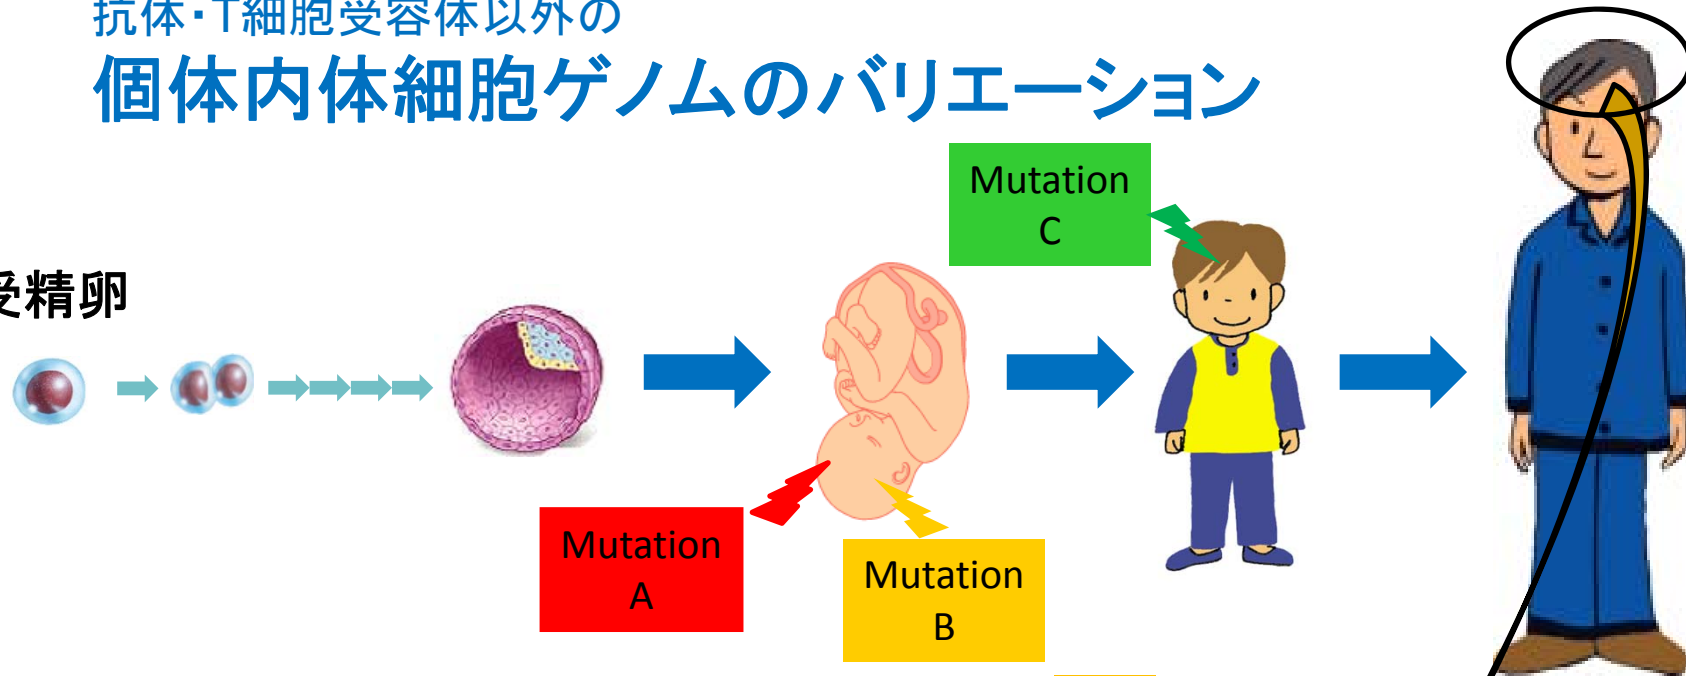 抗体・T細胞受容体以外の
個体内体細胞ゲノムのバリエーション
Mutation
C
受精卵
Mutation
A
Mutation
B